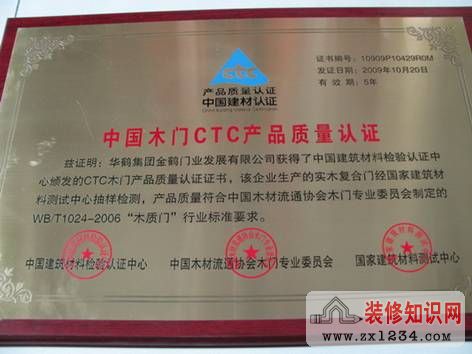 证书编号：10909P10429R0M
发证日期：2009年10月20日
有 效 期：5年
CTC
产品质量认证
中国建材认证
China Building Material Certification
中国木门CTC产品质量认证
兹证明：华鹤集团金鹤门业发展有限公司获得了中国建筑材料检验认证中
心颁发的CTC木门产品质量认证证书，该企业生产的实木复合门经国家建筑材
料测试中心抽样检测，产品质量符合中国木材流通协会木门专业委员会制定的
WB/T1024-2006“木质门”行业标准要求。
中国建筑材料检验认证中心 中国木材流通协会木门专业委员会 国家建筑材料测试中心
装修知识网
www.zx1234.com